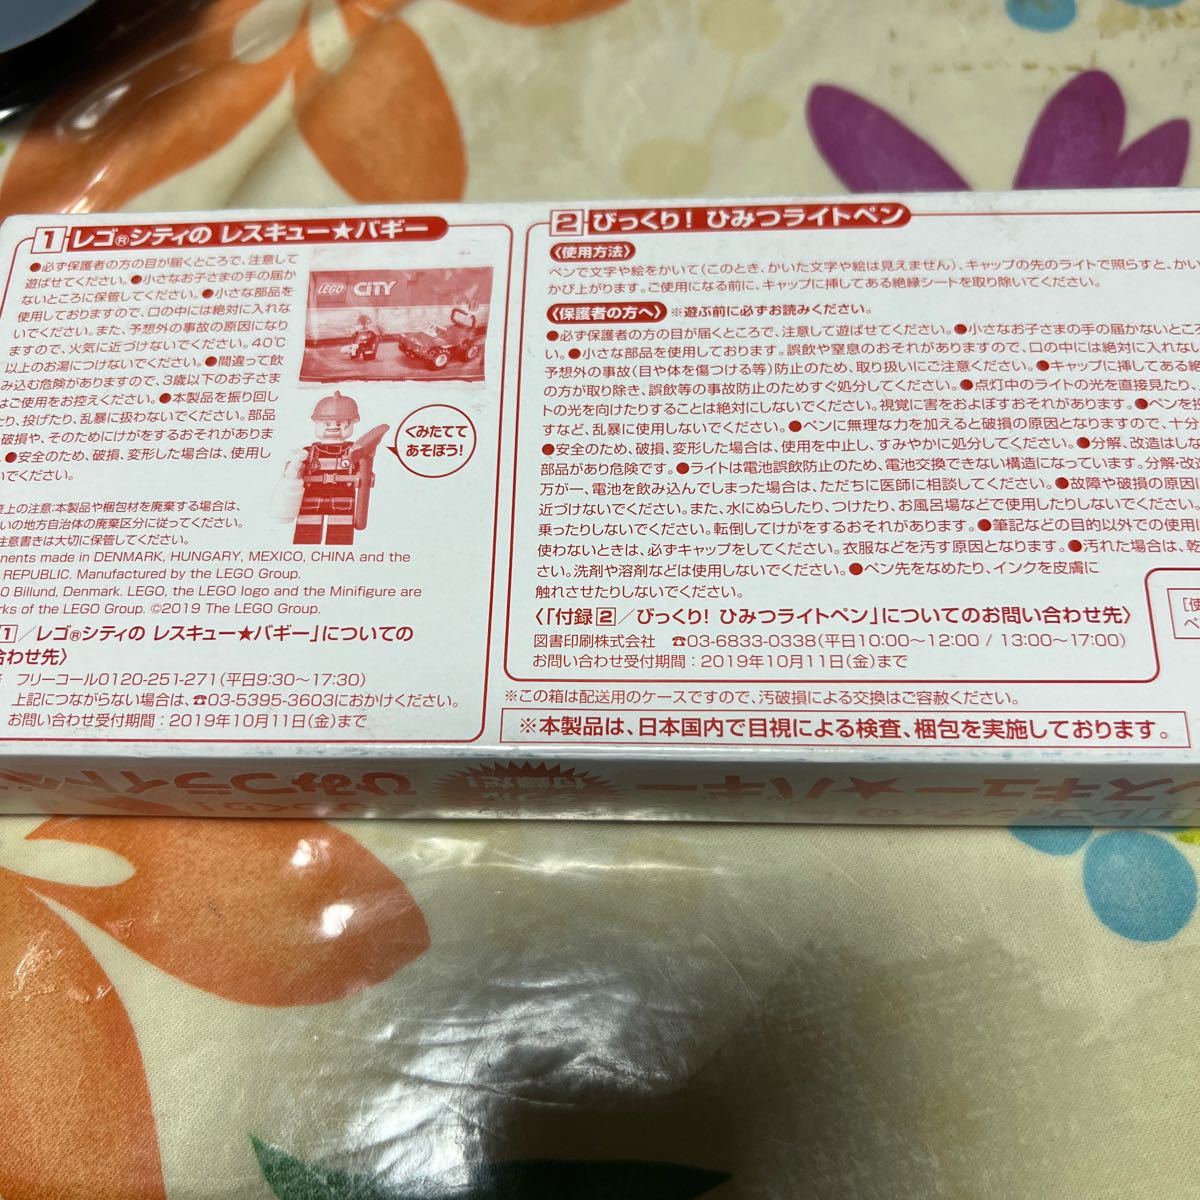 1 レゴ®シティの レスキュー★バギー
●必ず保護者の方の目が届くところで、注意して
遊ばせてください。●小さなお子さまの手の届か
ないところに保管してください。●小さな部品を
使用しておりますので、口の中には絶対に入れな
いでください。また、予想外の事故の原因になり
ますので、火気に近づけないでください。40℃
以上のお湯につけないでください。●間違って飲
み込む危険がありますので、3歳以下のお子さま
はご使用をお控えください。●本製品を振り回し
たり、投げたり、乱暴に扱わないでください。部品
破損や、そのためにけがをするおそれがありま
●安全のため、破損、変形した場合は、使用し
いでください。
LEGO CITY
くみたてて
あそぼう!
上の注意:本製品や梱包材を廃棄する場合は、
いの地方自治体の廃棄区分に従ってください。
注意書きは大切に保管してください。
nents made in DENMARK, HUNGARY, MEXICO, CHINA and the
REPUBLIC. Manufactured by the LEGO Group.
O Billund, Denmark. LEGO, the LEGO logo and the Minifigure are
rks of the LEGO Group. ©2019 The LEGO Group.
1/レゴ®シティの レスキュー★バギー」についての
合わせ先〉
フリーコール0120-251-271(平日9:30〜17:30)
上記につながらない場合は、☎03-5395-3603におかけください。
お問い合わせ受付期間:2019年10月11日(金)まで
2 びっくり! ひみつライトペン
〈使用方法〉
ペンで文字や絵をかいて(このとき、かいた文字や絵は見えません)、キャップの先のライトで照らすと、かい
かび上がります。ご使用になる前に、キャップに挿してある絶縁シートを取り除いてください。
〈保護者の方へ〉※遊ぶ前に必ずお読みください。
●必ず保護者の方の目が届くところで、注意して遊ばせてください。●小さなお子さまの手の届かないとこ
い。●小さな部品を使用しております。誤飲や窒息のおそれがありますので、口の中には絶対に入れない
予想外の事故(目や体を傷つける等)防止のため、取り扱いにご注意ください。●キャップに挿してある絶
の方が取り除き、誤飲等の事故防止のためすぐ処分してください。●点灯中のライトの光を直接見たり、
トの光を向けたりすることは絶対にしないでください。視覚に害をおよぼすおそれがあります。●ペンを投
すなど、乱暴に使用しないでください。●ペンに無理な力を加えると破損の原因となりますので、十分
●安全のため、破損、変形した場合は、使用を中止し、すみやかに処分してください。●分解、改造はしな
部品があり危険です。●ライトは電池誤飲防止のため、電池交換できない構造になっています。分解・改
万が一、電池を飲み込んでしまった場合は、ただちに医師に相談してください。●故障や破損の原因に
近づけないでください。また、水にぬらしたり、つけたり、お風呂場などで使用したりしないでください。
乗ったりしないでください。転倒してけがをするおそれがあります。●筆記などの目的以外での使用は
使わないときは、必ずキャップをしてください。衣服などを汚す原因となります。●汚れた場合は、乾
さい。洗剤や溶剤などは使用しないでください。●ペン先をなめたり、インクを皮膚に
触れさせたりしないでください。
〈「付録2/びっくり! ひみつライトペン」についてのお問い合わせ先〉
図書印刷株式会社 ☎03-6833-0338(平日10:00〜12:00 / 13:00〜17:00)
お問い合わせ受付期間:2019年10月11日(金)まで
※この箱は配送用のケースですので、汚破損による交換はご容赦ください。
※本製品は、日本国内で目視による検査、梱包を実施しております。
レスキュー★バギー
ひみつライトペン